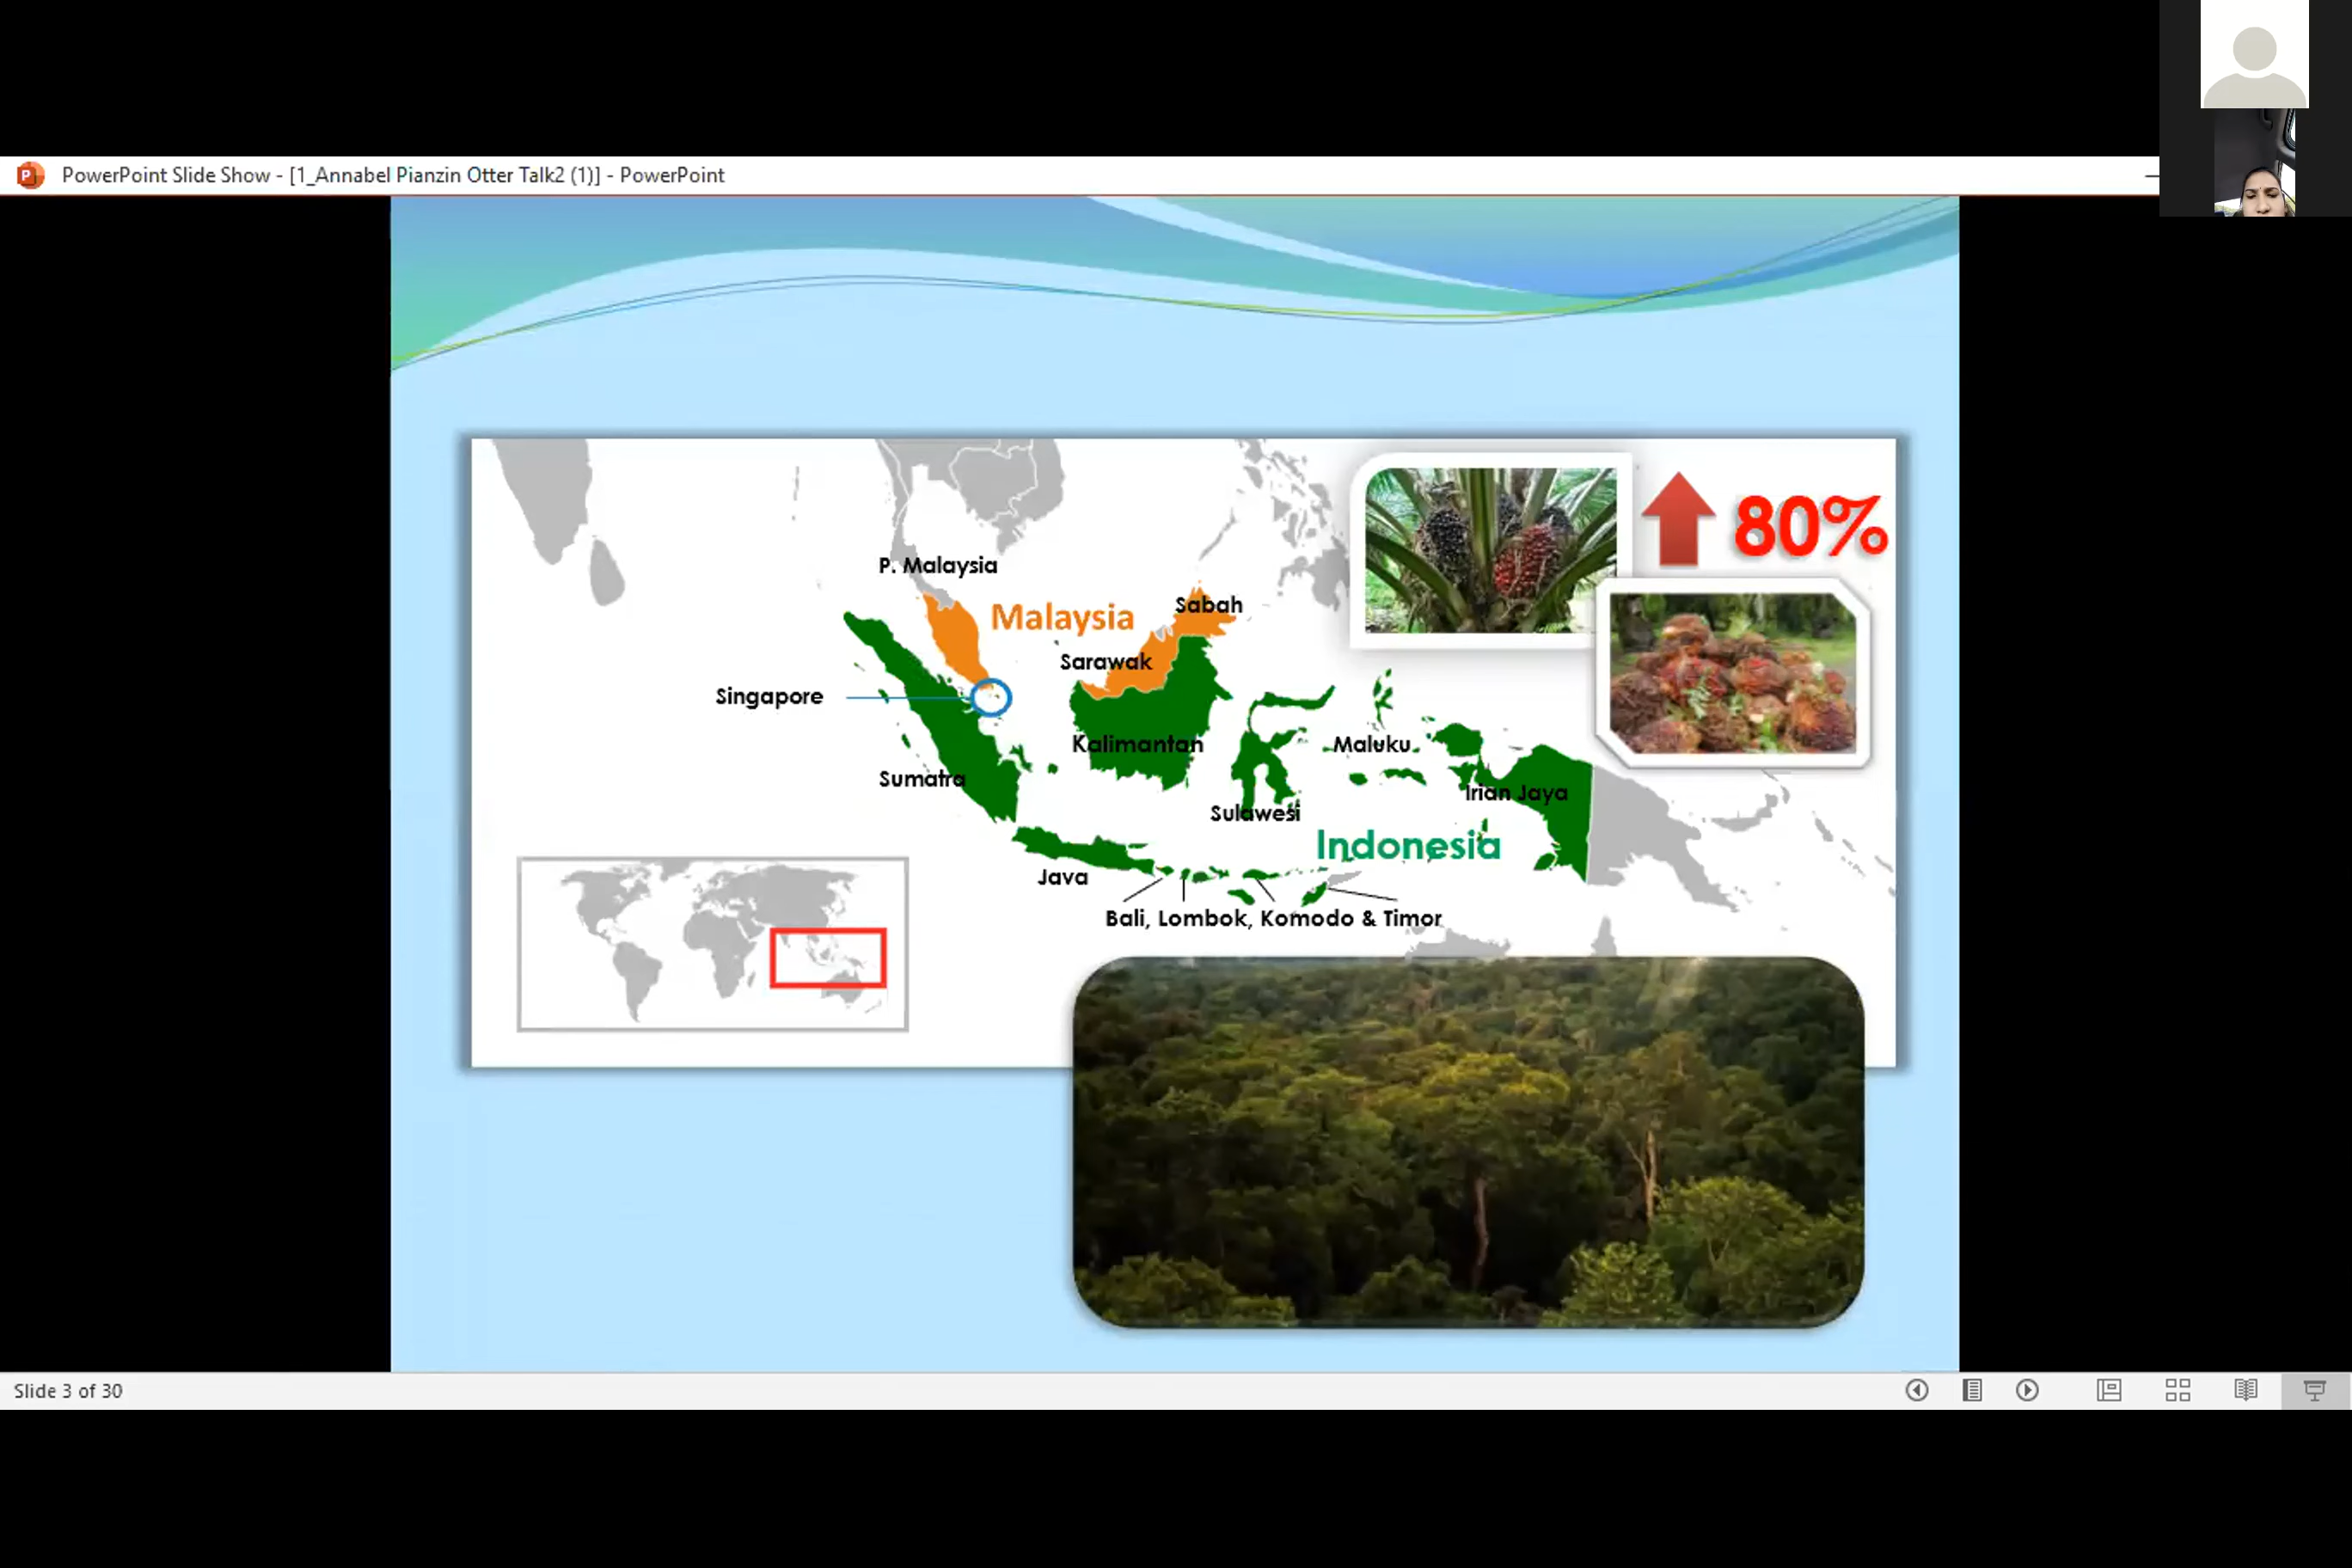 PowerPoint Slide Show - [1_Annabel Pianzin Otter Talk2 (1)] - PowerPoint
80%
P. Malaysia
Malaysia
Sabah
Sarawak
Singapore
Kalimantan
Maluku
Sumatra
Irian Jaya
Sulawesi
Indonesia
Java
Bali, Lombok, Komodo & Timor
Slide 3 of 30